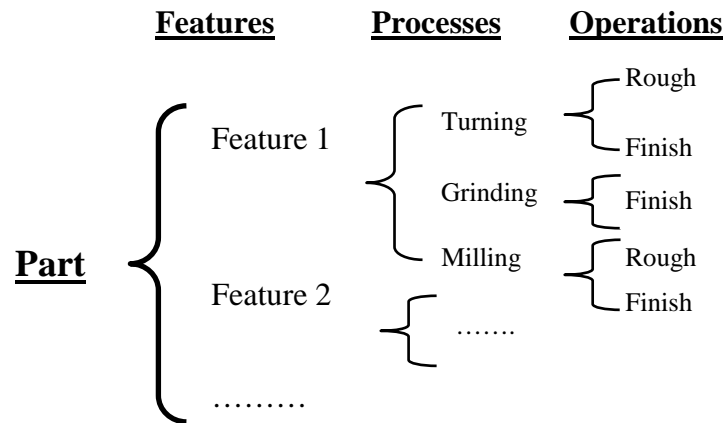 Features Processes Operations
Rough
Turning
Feature 1
Finish
Grinding Finish
Part
Milling Rough
Feature 2
Finish
…….
………